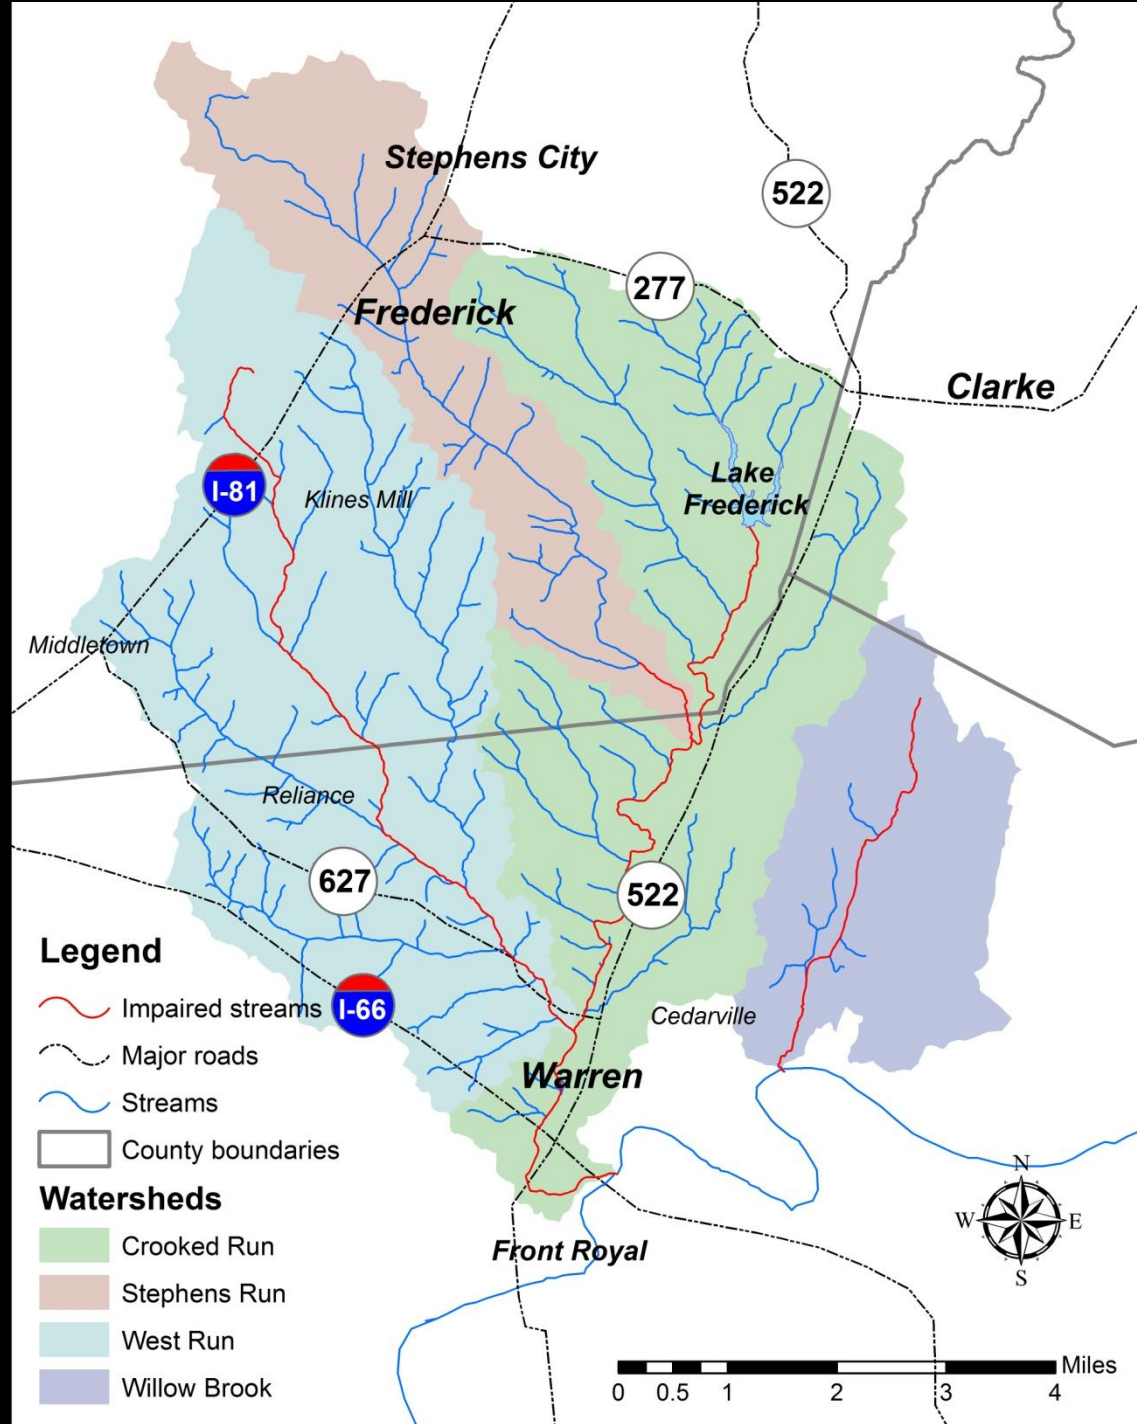 Stephens City
522
277
Frederick
Clarke
Lake
Frederick
I-81
Klines Mill
Middletown
Reliance
627
522
Legend
Impaired streams
I-66
Cedarville
Major roads
Warren
Streams
County boundaries
Watersheds
Crooked Run
Stephens Run
West Run
Willow Brook
Front Royal
N
W
E
S
Miles
0 0.5 1 2 3 4